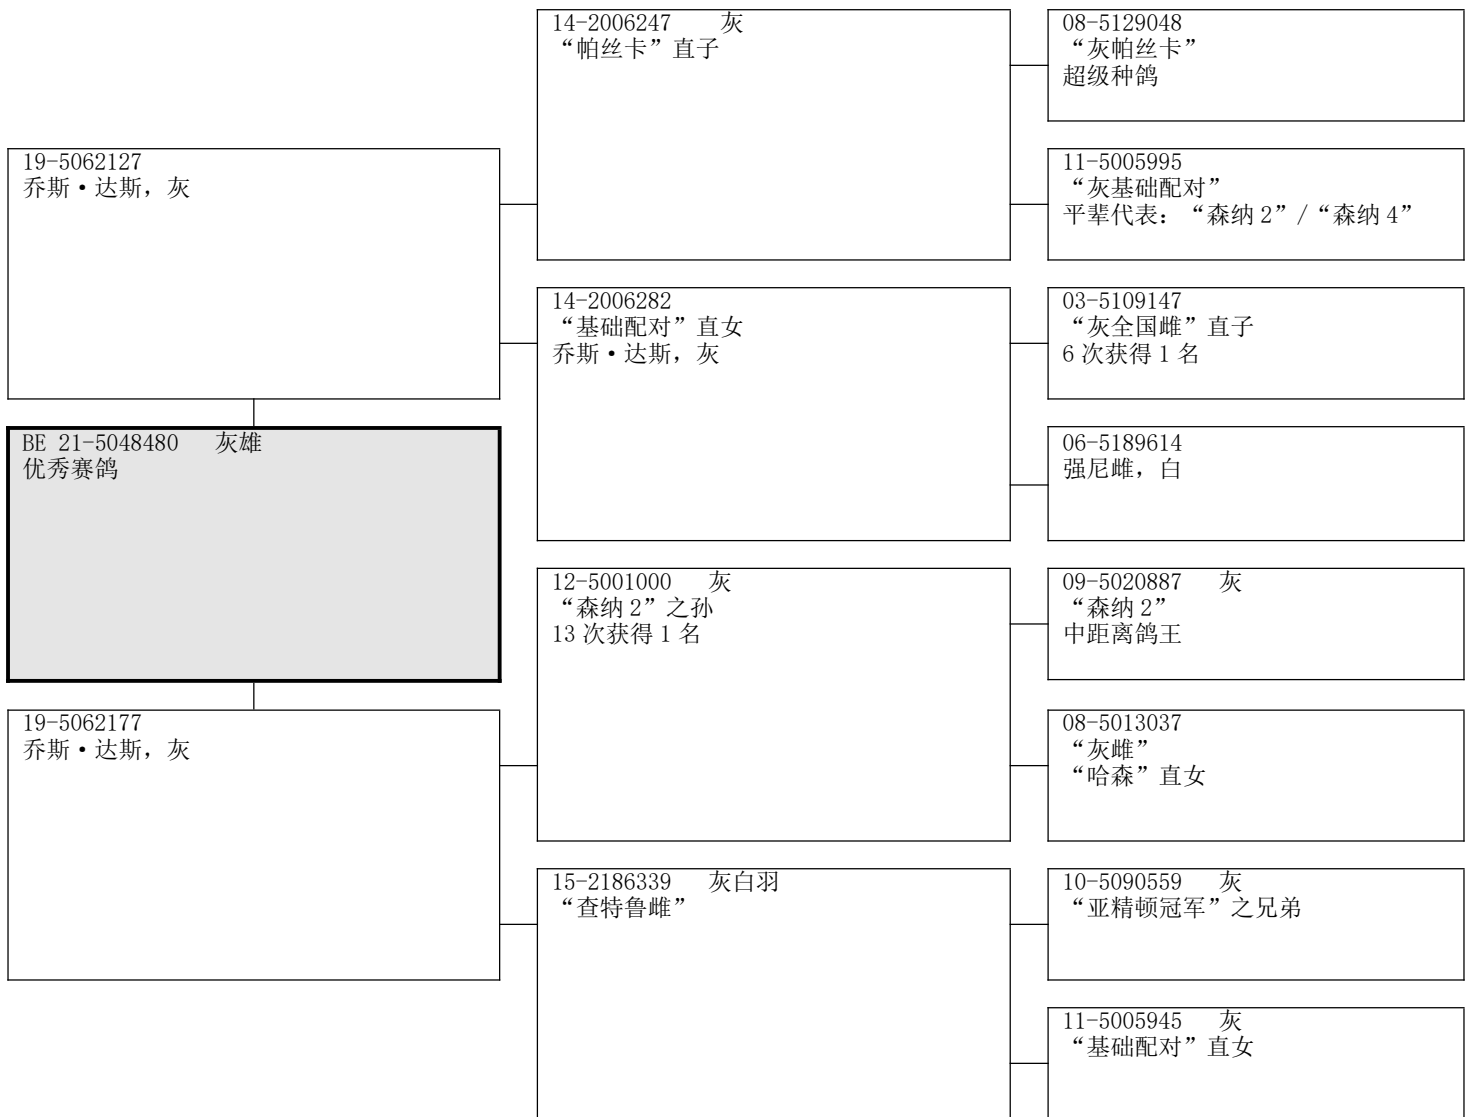 14-2006247 灰
“帕丝卡”直子
08-5129048
“灰帕丝卡”
超级种鸽
19-5062127
乔斯·达斯，灰
11-5005995
“灰基础配对”
平辈代表：“森纳 2”/“森纳 4”
14-2006282
“基础配对”直女
乔斯·达斯，灰
03-5109147
“灰全国雌”直子
6 次获得 1 名
BE 21-5048480 灰雄
优秀赛鸽
06-5189614
强尼雌，白
12-5001000 灰
“森纳 2”之孙
13 次获得 1 名
09-5020887 灰
“森纳 2”
中距离鸽王
19-5062177
乔斯·达斯，灰
08-5013037
“灰雌”
“哈森”直女
15-2186339 灰白羽
“查特鲁雌”
10-5090559 灰
“亚精顿冠军”之兄弟
11-5005945 灰
“基础配对”直女